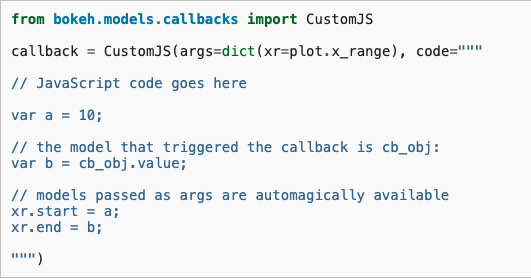 from bokeh.models.callbacks import CustomJS
callback = CustomJS(args=dict(xr=plot.x_range), code="""
// JavaScript code goes here
var a = 10;
// the model that triggered the callback is cb_obj:
var b = cb_obj.value;
// models passed as args are automagically available
xr.start = a;
xr.end = b;
""")